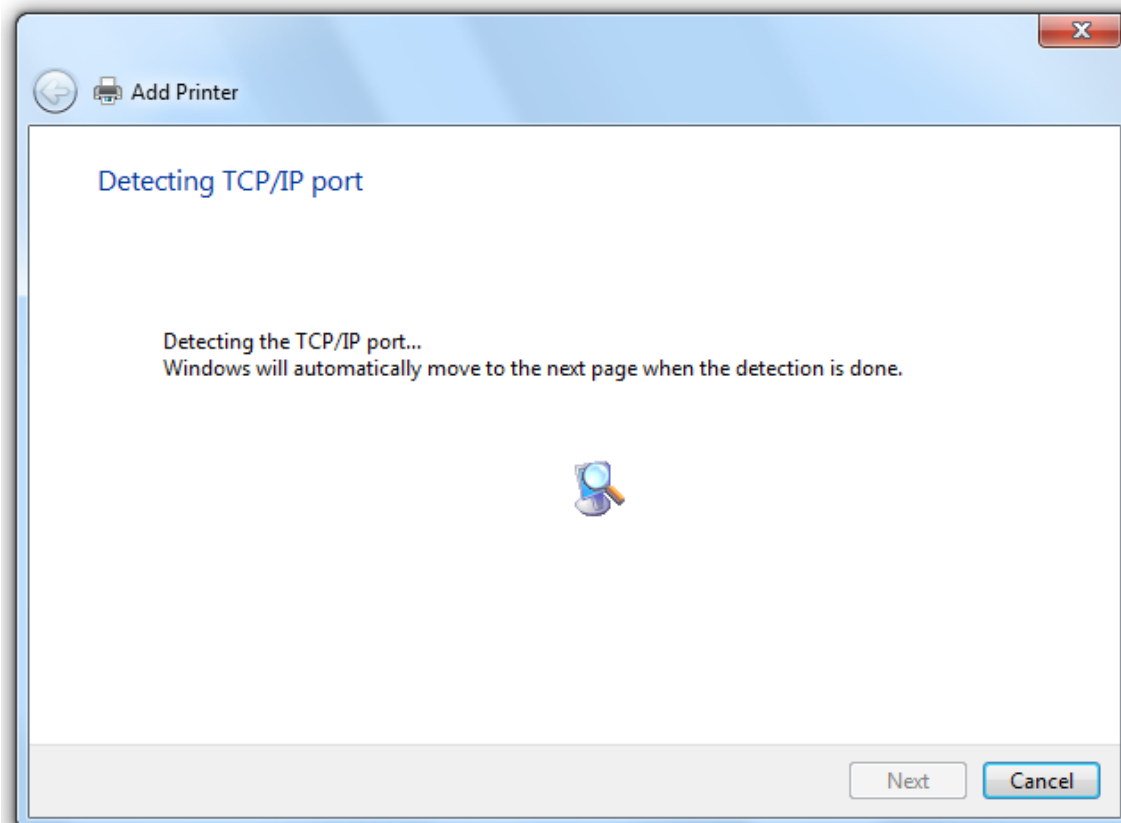 Add Printer
Detecting TCP/IP port
Detecting the TCP/IP port...
Windows will automatically move to the next page when the detection is done.
Next
Cancel